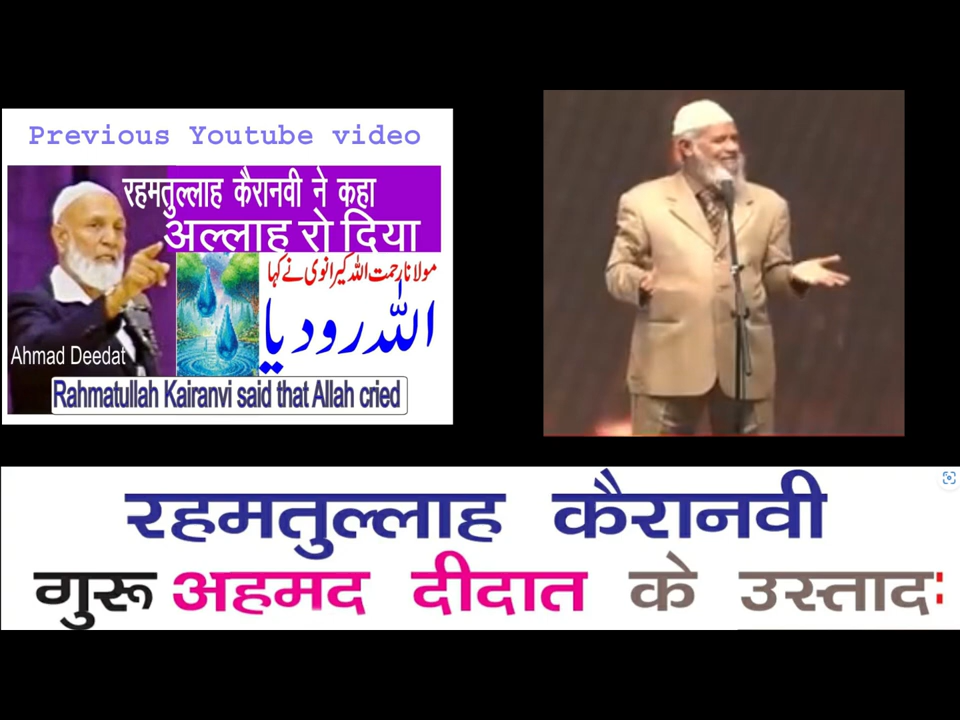 Previous Youtube video
रहमतुल्लाह कैरानवी ने कहा
अल्लाह रो दिया
مولانا رحمت اللہ کیرانوی نے کہا
اللہ رو دیا
Ahmad Deedat
Rahmatullah Kairanvi said that Allah cried
रहमतुल्लाह कैरानवी
गुरू अहमद दीदात के उस्ताद: